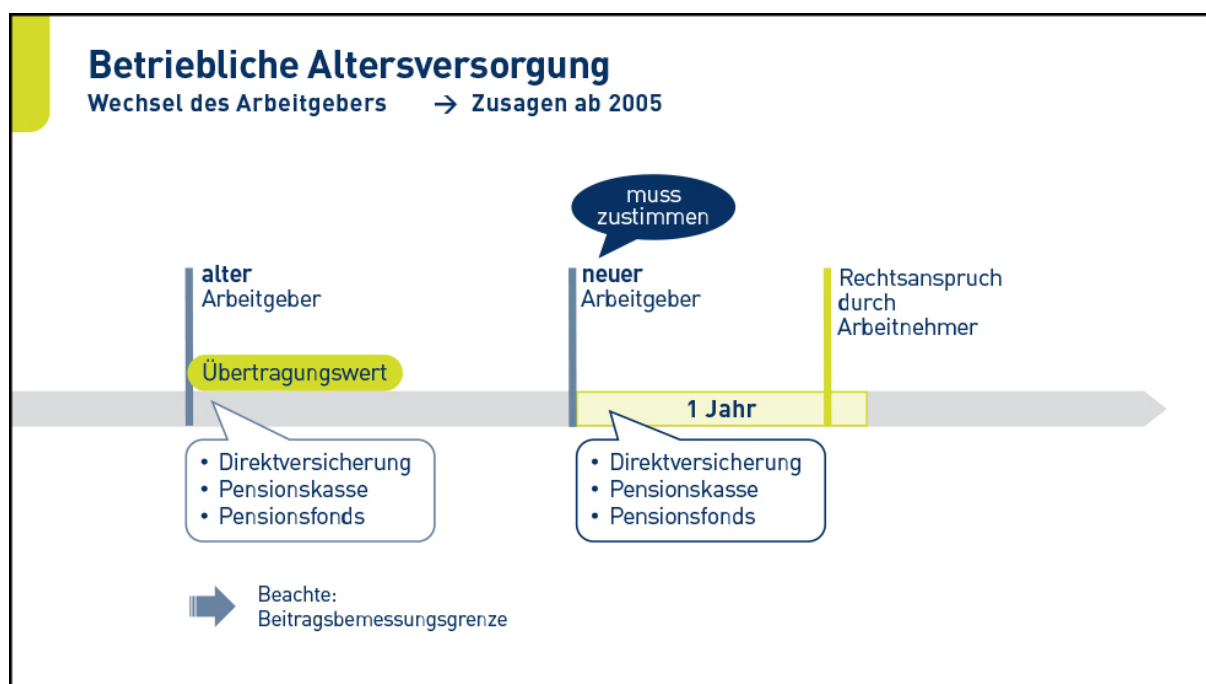 Betriebliche Altersversorgung
Wechsel des Arbeitgebers → Zusagen ab 2005
muss
zustimmen
alter
Arbeitgeber
neuer
Arbeitgeber
Rechtsanspruch
durch
Arbeitnehmer
Übertragungswert
1 Jahr
• Direktversicherung
• Pensionskasse
• Pensionsfonds
• Direktversicherung
• Pensionskasse
• Pensionsfonds
Beachte:
Beitragsbemessungsgrenze